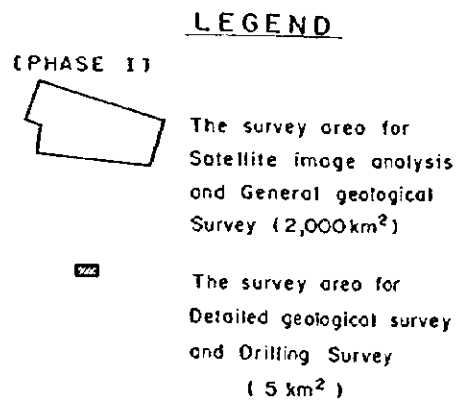 LEGEND
[PHASE I]
The survey area for
Satellite image analysis
and General geological
Survey (2,000km²)
The survey area for
Detailed geological survey
and Drilling Survey
(5 km²)